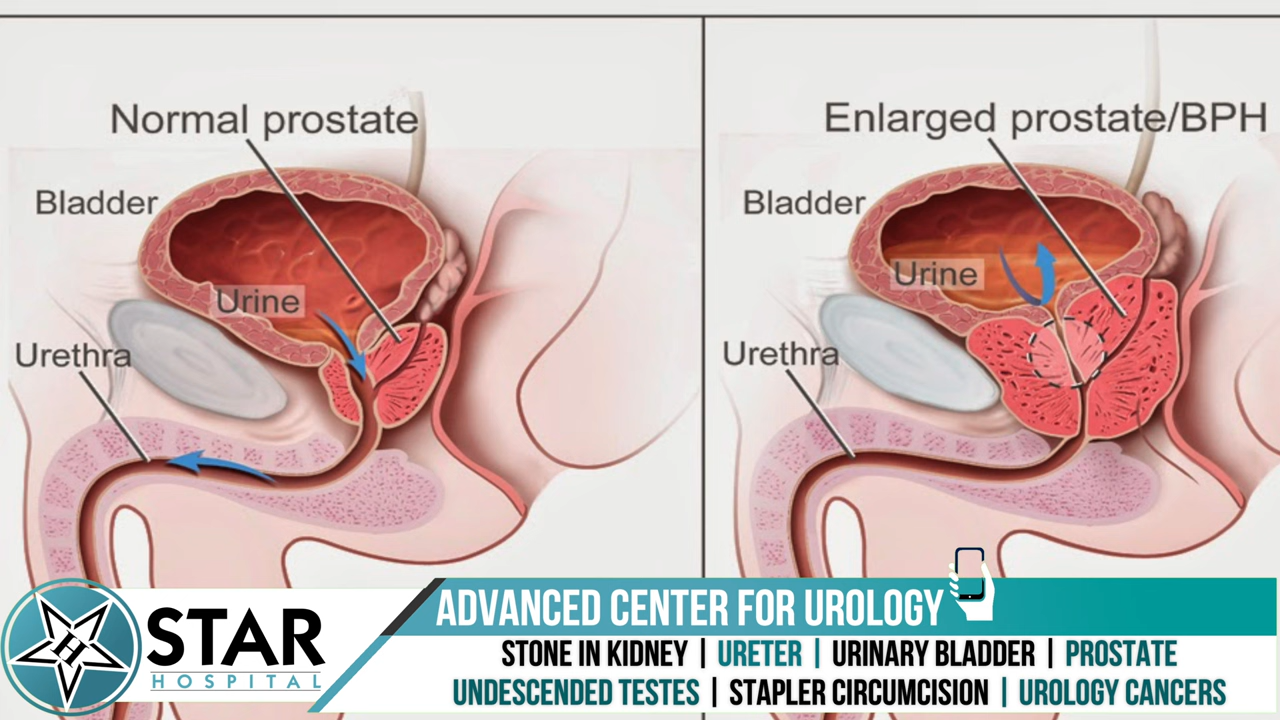 Normal prostate
Bladder
Urine
Urethra
Enlarged prostate/BPH
Bladder
Urine
Urethra
STAR
HOSPITAL
H
ADVANCED CENTER FOR UROLOGY
STONE IN KIDNEY | URETER | URINARY BLADDER | PROSTATE
UNDESCENDED TESTES | STAPLER CIRCUMCISION | UROLOGY CANCERS